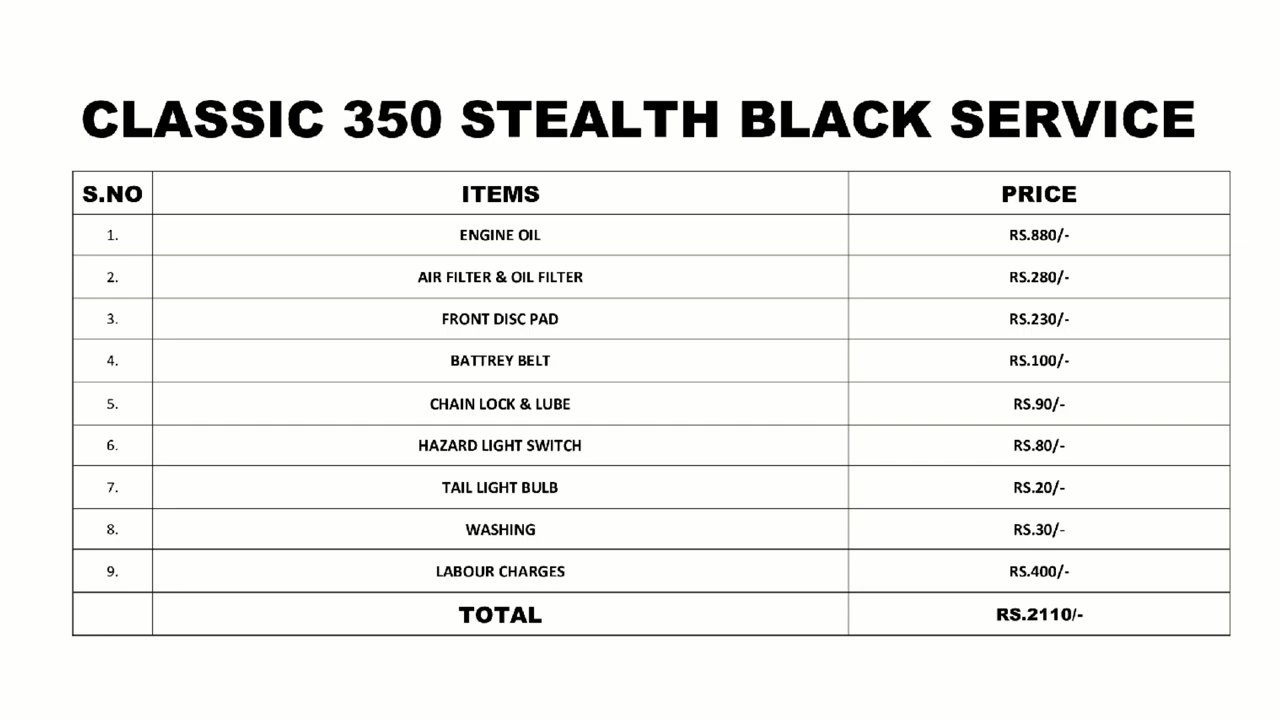 CLASSIC 350 STEALTH BLACK SERVICE
S.NO ITEMS PRICE
1. ENGINE OIL RS.880/-
2. AIR FILTER & OIL FILTER RS.280/-
3. FRONT DISC PAD RS.230/-
4. BATTREY BELT RS.100/-
5. CHAIN LOCK & LUBE RS.90/-
6. HAZARD LIGHT SWITCH RS.80/-
7. TAIL LIGHT BULB RS.20/-
8. WASHING RS.30/-
9. LABOUR CHARGES RS.400/-
TOTAL RS.2110/-